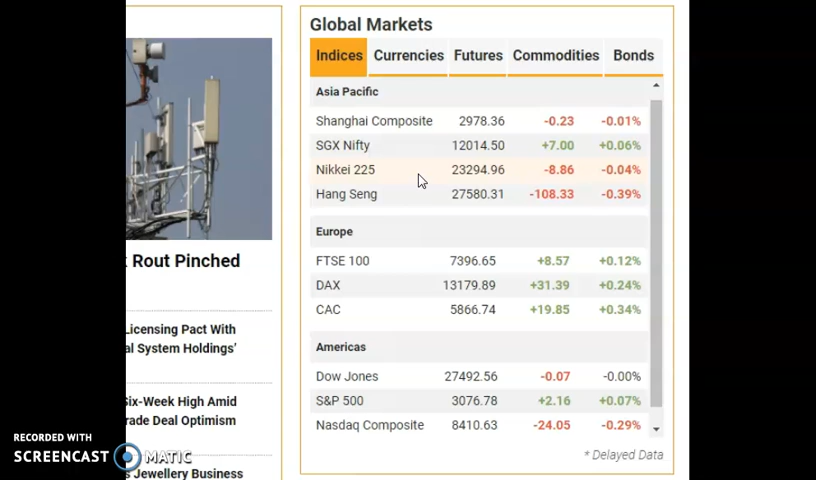 Global Markets
Indices Currencies Futures Commodities Bonds
Asia Pacific
Shanghai Composite 2978.36 -0.23 -0.01%
SGX Nifty 12014.50 +7.00 +0.06%
Nikkei 225 23294.96 -8.86 -0.04%
Hang Seng 27580.31 -108.33 -0.39%
Europe
FTSE 100 7396.65 +8.57 +0.12%
DAX 13179.89 +31.39 +0.24%
CAC 5866.74 +19.85 +0.34%
Americas
Dow Jones 27492.56 -0.07 -0.00%
S&P 500 3076.78 +2.16 +0.07%
Nasdaq Composite 8410.63 -24.05 -0.29%
* Delayed Data
Rout Pinched
Licensing Pact With
al System Holdings'
Six-Week High Amid
rade Deal Optimism
s Jewellery Business
RECORDED WITH
SCREENCAST MATIC